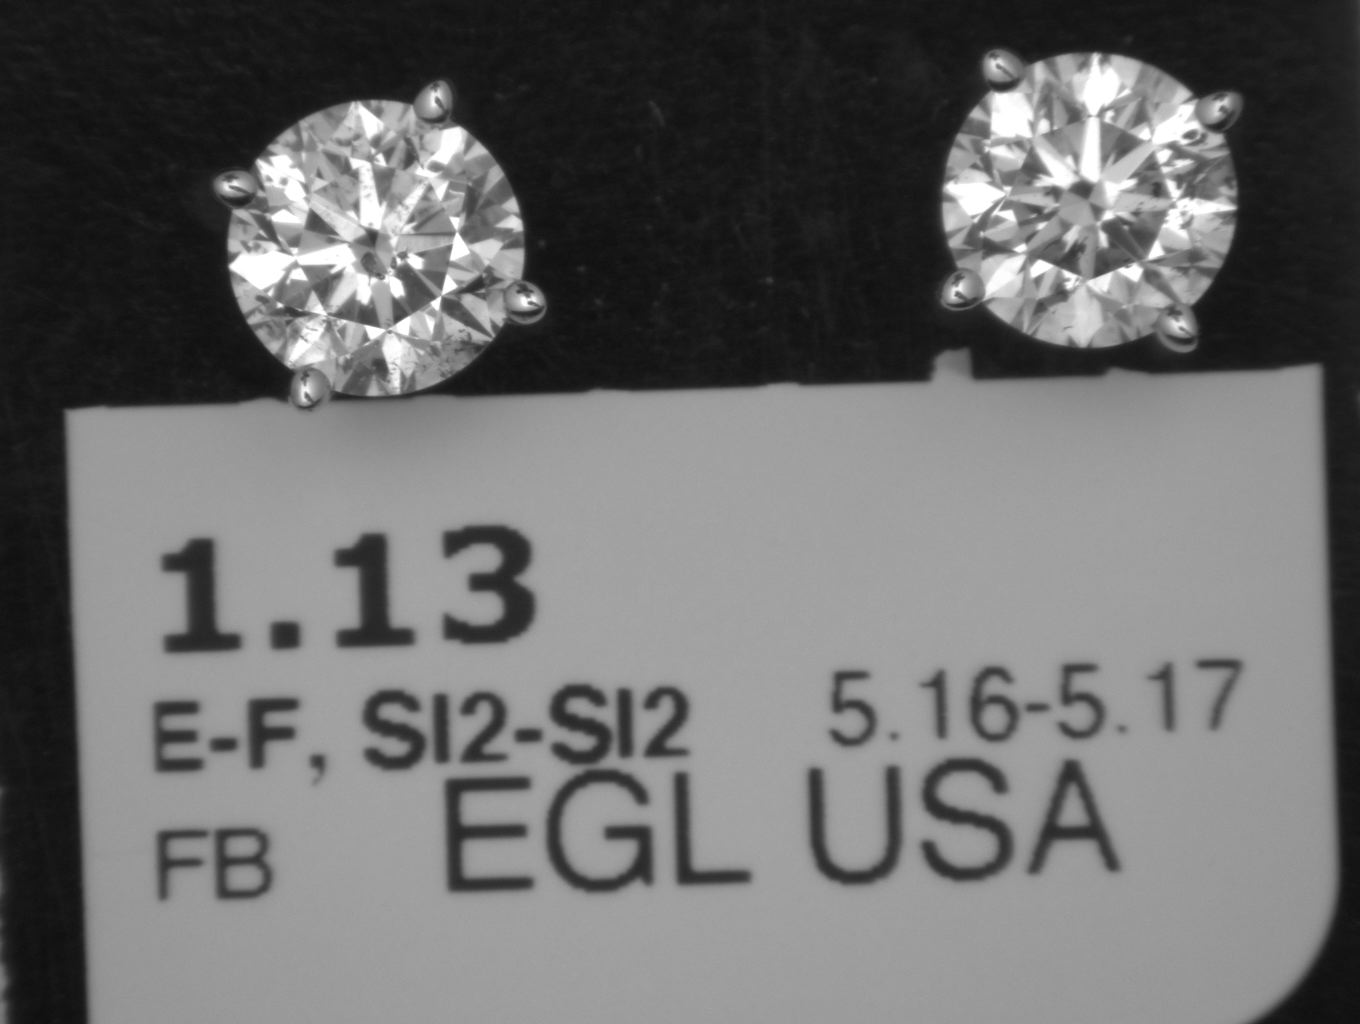 1.13
E-F, SI2-SI2 5.16-5.17
FB EGL USA